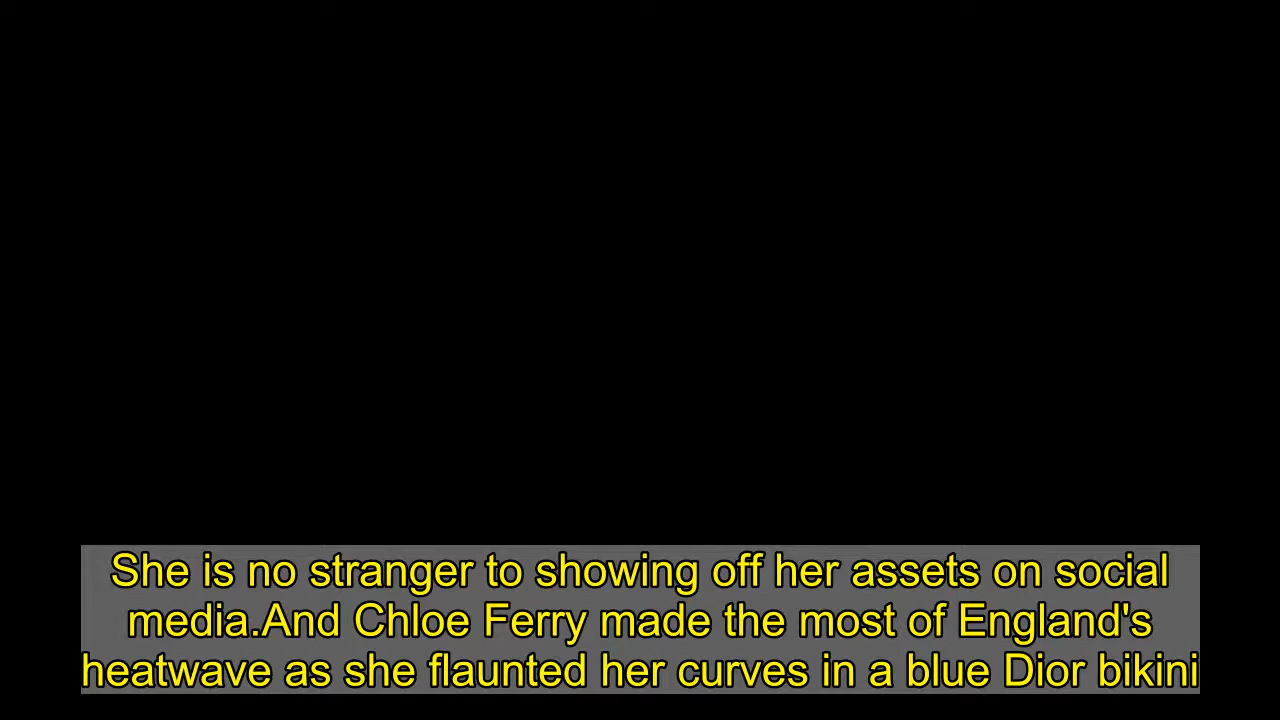 She is no stranger to showing off her assets on social
media.And Chloe Ferry made the most of England's
heatwave as she flaunted her curves in a blue Dior bikini